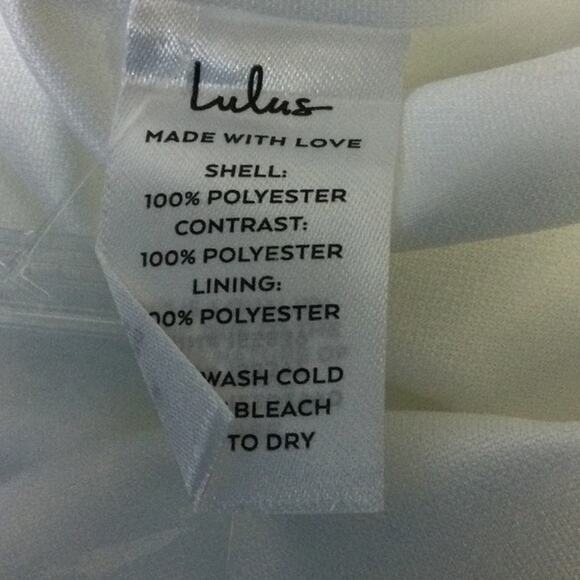 Lulus
MADE WITH LOVE
SHELL:
100% POLYESTER
CONTRAST:
100% POLYESTER
LINING:
00% POLYESTER
WASH COLD
BLEACH
TO DRY